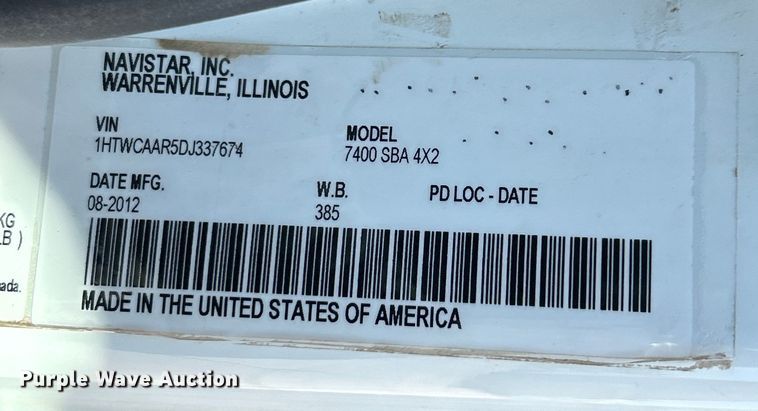 NAVISTAR, INC.
WARRENVILLE, ILLINOIS
VIN
1HTWCAAR5DJ337674
MODEL
7400 SBA 4X2
DATE MFG.
08-2012
W.B.
385
PD LOC - DATE
KG
LB )
MADE IN THE UNITED STATES OF AMERICA
Purple Wave Auction